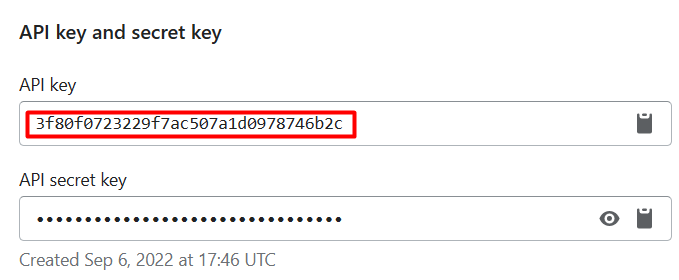 API key and secret key
API key
3f80f0723229f7ac507a1d0978746b2c
API secret key
••••••••••••••••••••••••••••••••
Created Sep 6, 2022 at 17:46 UTC